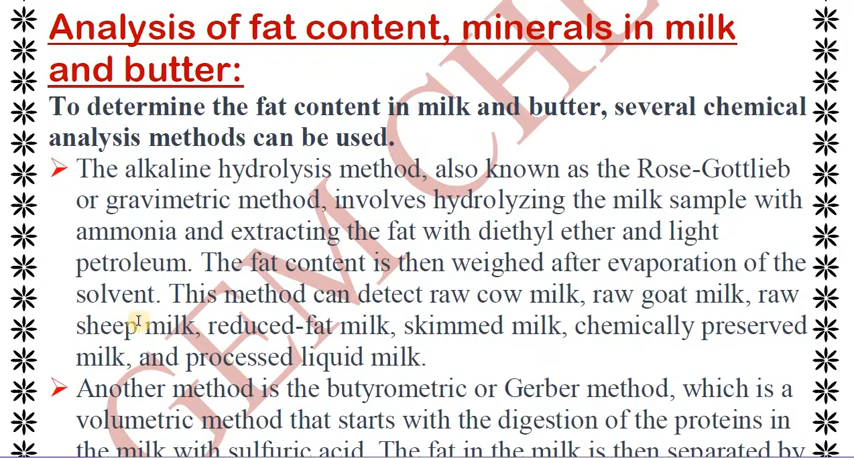 Analysis of fat content, minerals in milk
and butter:
To determine the fat content in milk and butter, several chemical
analysis methods can be used.
The alkaline hydrolysis method, also known as the Rose-Gottlieb
or gravimetric method, involves hydrolyzing the milk sample with
ammonia and extracting the fat with diethyl ether and light
petroleum. The fat content is then weighed after evaporation of the
solvent. This method can detect raw cow milk, raw goat milk, raw
sheep milk, reduced-fat milk, skimmed milk, chemically preserved
milk, and processed liquid milk.
Another method is the butyrometric or Gerber method, which is a
volumetric method that starts with the digestion of the proteins in
the milk with sulfuric acid. The fat in the milk is then separated by
GEM CHE